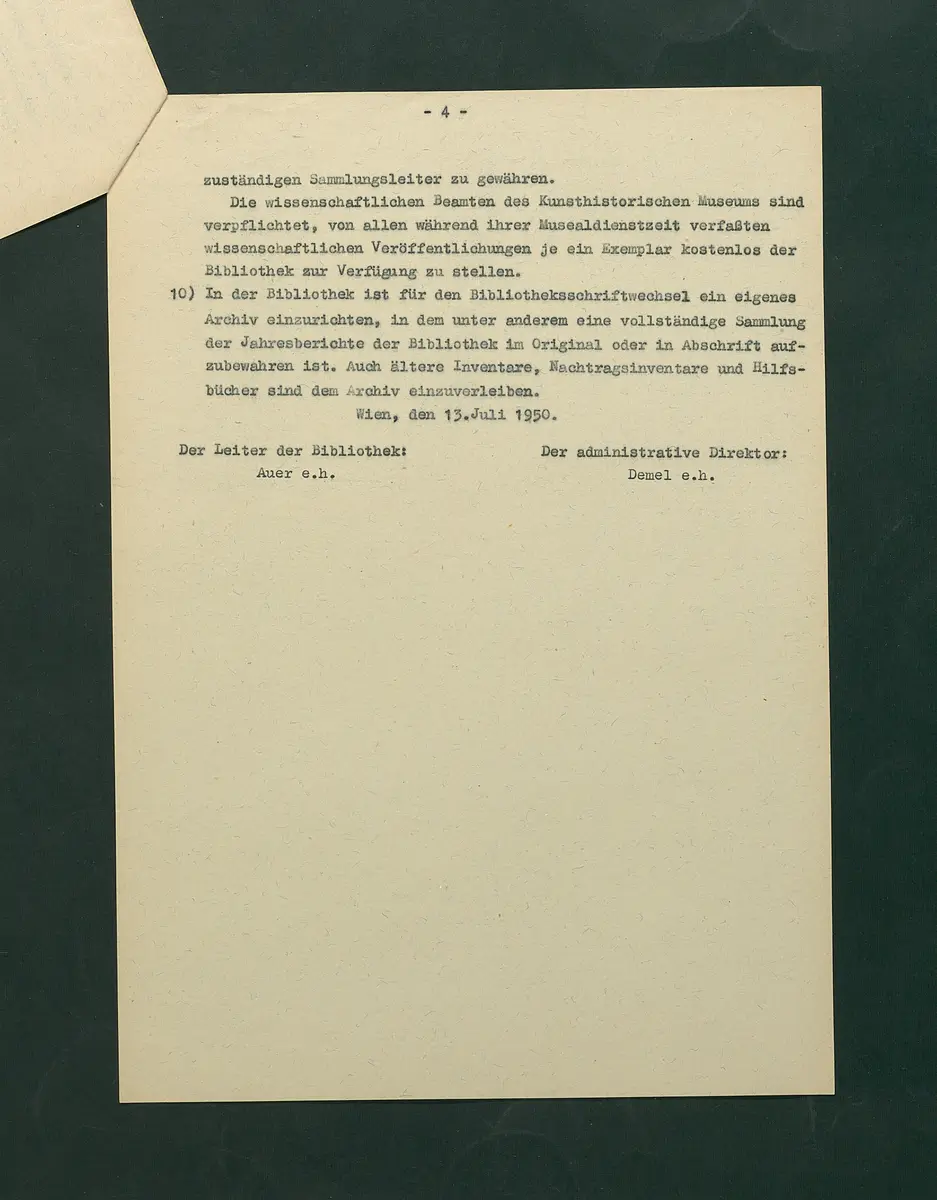 - 4 -
zuständigen Sammlungsleiter zu gewähren.
Die wissenschaftlichen Beamten des Kunsthistorischen Museums sind
verpflichtet, von allen während ihrer Musealdienstzeit verfaßten
wissenschaftlichen Veröffentlichungen je ein Exemplar kostenlos der
Bibliothek zur Verfügung zu stellen.
10) In der Bibliothek ist für den Bibliotheksschriftwechsel ein eigenes
Archiv einzurichten, in dem unter anderem eine vollständige Sammlung
der Jahresberichte der Bibliothek im Original oder in Abschrift auf-
zubewahren ist. Auch ältere Inventare, Nachtragsinventare und Hilfs-
bücher sind dem Archiv einzuverleiben.
Wien, den 13.Juli 1950.
Der Leiter der Bibliothek: Der administrative Direktor:
Auer e.h. Demel e.h.